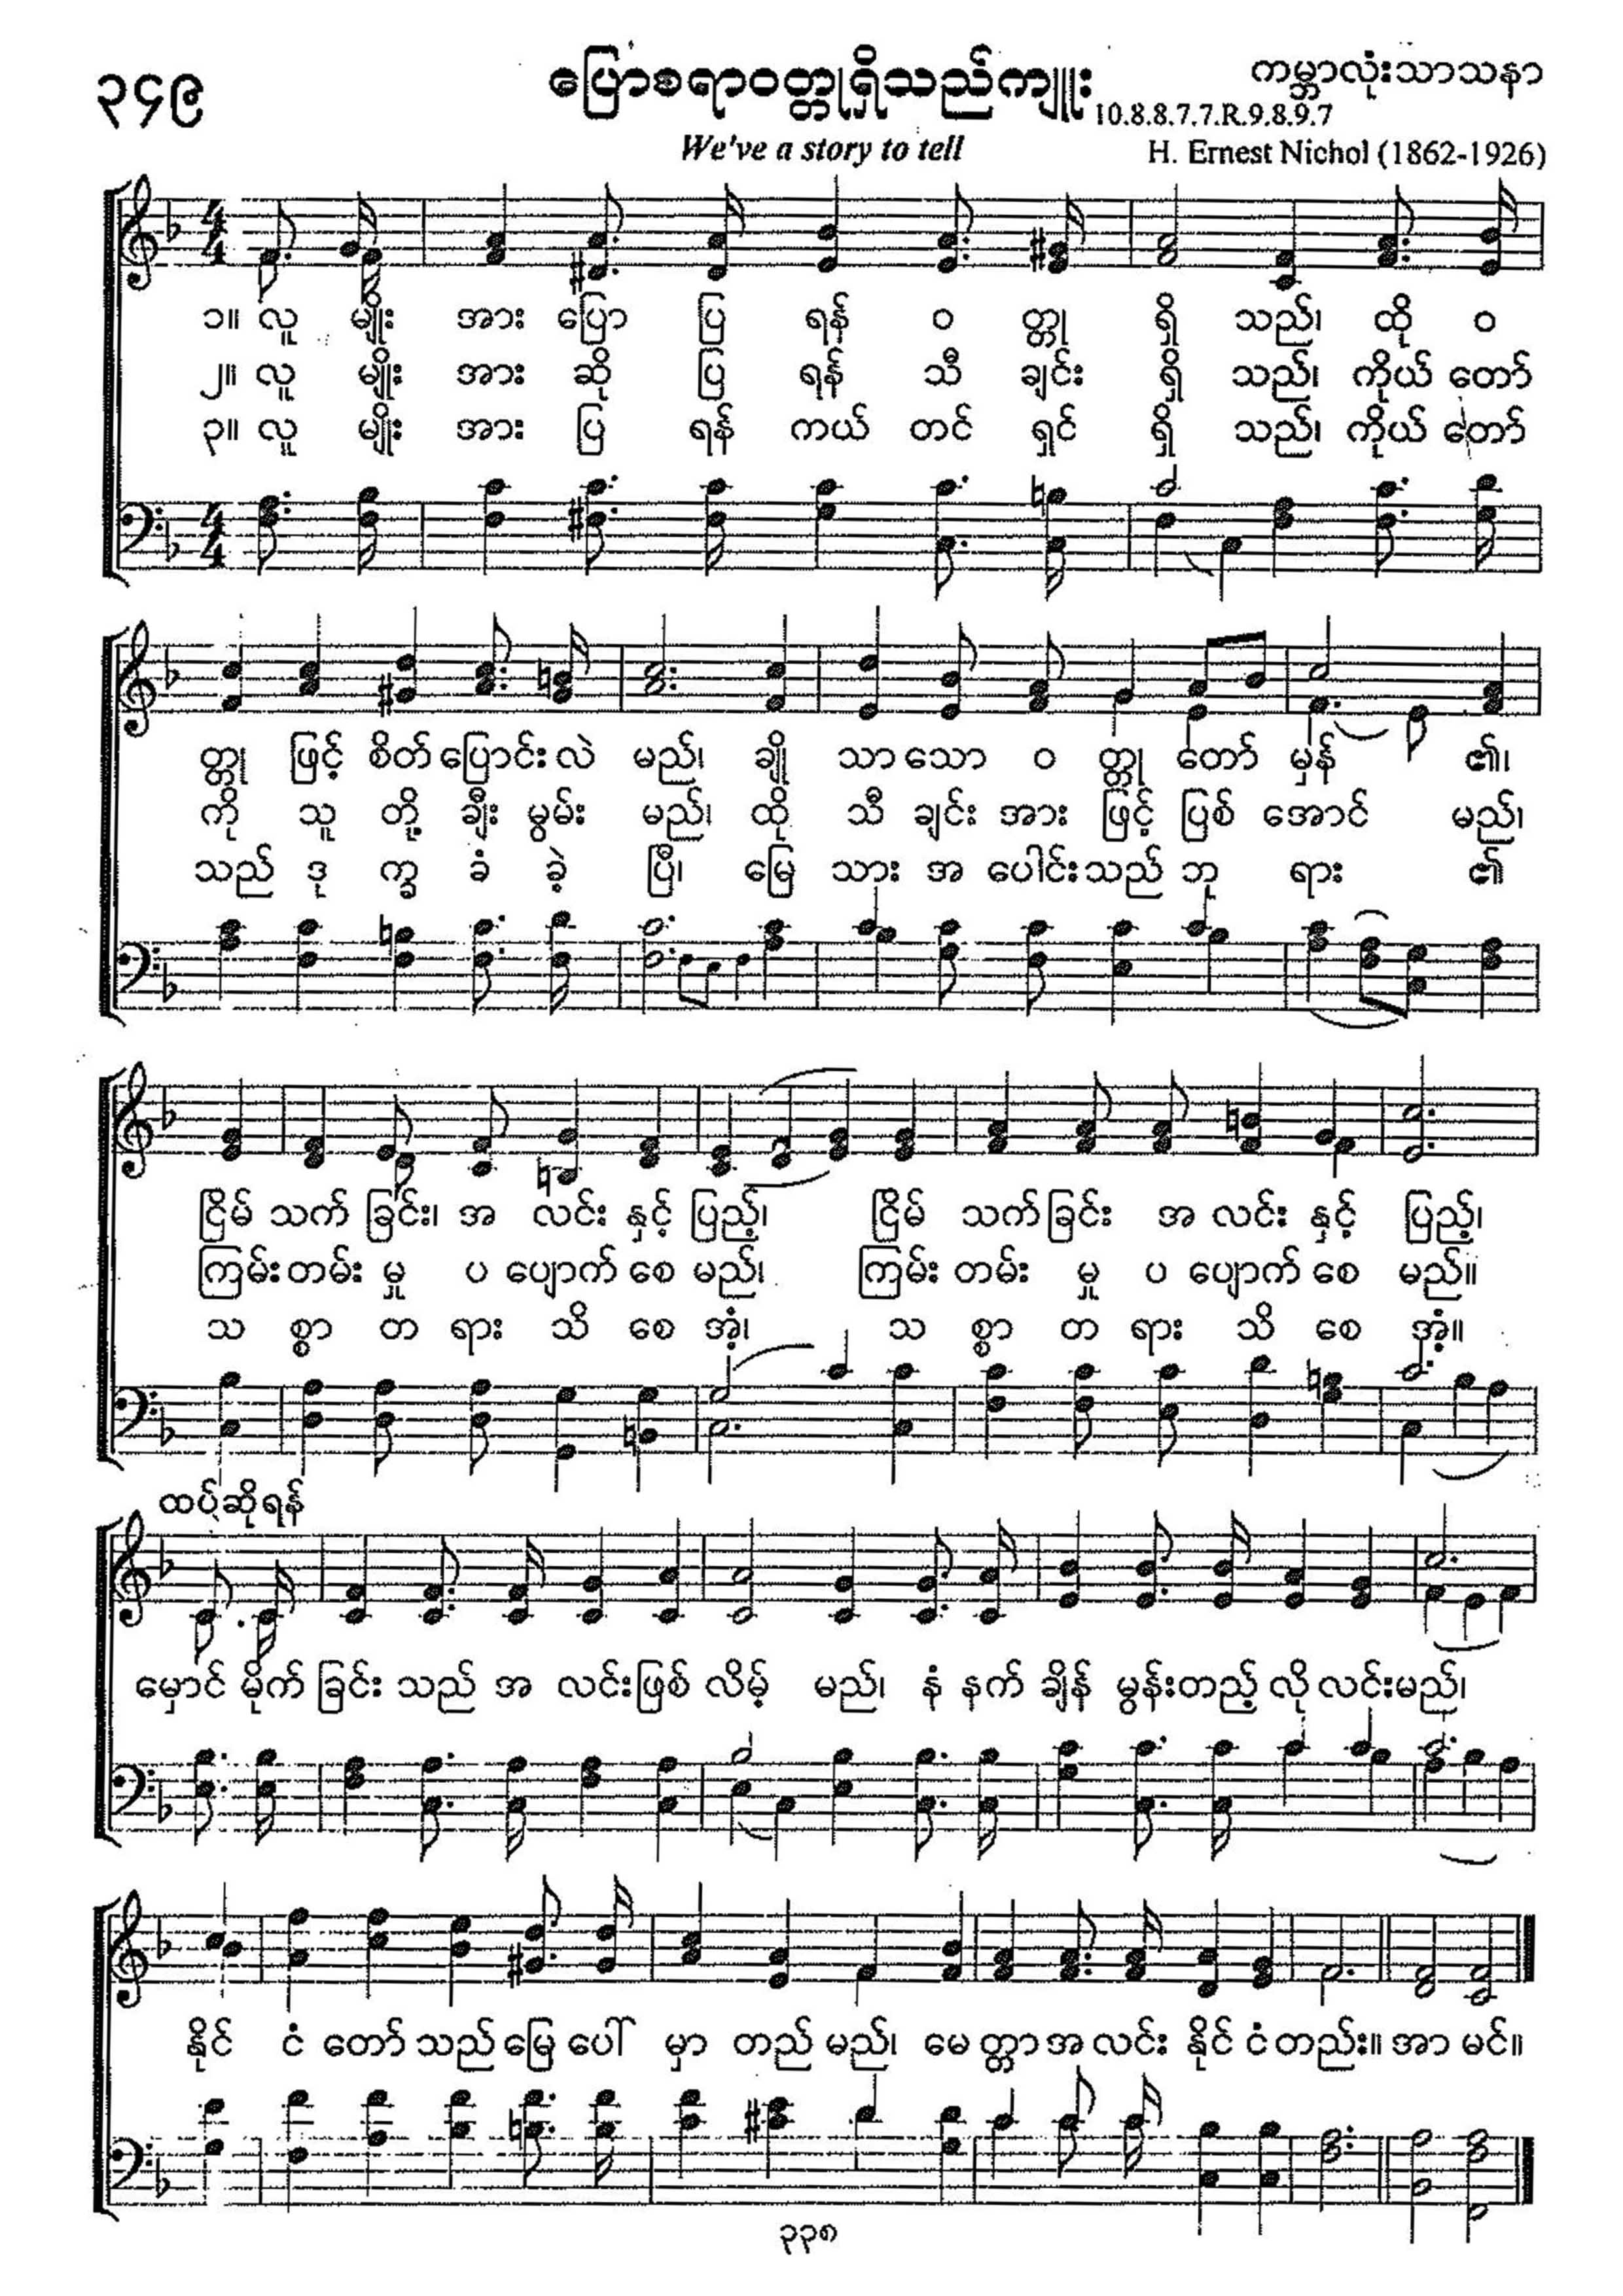 ၃၄၉
ပြောစရာဝတ္ထုရှိသည်ကျူး
ကမ္ဘာလုံးသာသနာ
10.8.8.7.7.R.9.8.9.7
We've a story to tell
H. Ernest Nichol (1862-1926)
၁။ လူ မျိုး အား ပြော ငြ ရန် ဝ တ္ထု ရှိ သည်၊ ထို ဝ
၂။ လူ မျိုး အား ဆို ငြ ရန် သီ ချင်း ရှိ သည်၊ ကိုယ် တော်
၃။ လူ မျိုး အား ပြ ရန် ကယ် တင် ရှင် ရှိ သည်၊ ကိုယ် တော်
တ္ထု ဖြင့် စိတ် ပြောင်း လဲ မည်၊ ချို သာ သော ဝ တ္ထု တော် မှန် ၏၊
ကို သူ တို့ ချီး မွမ်း မည်၊ ထို သီ ချင်း အား ဖြင့် ပြစ် အောင် မည်၊
သည် ဒု က္ခ ခံ ခဲ့ ပြီ၊ မြေ သား အ ပေါင်း သည် ဘု ရား ၏
ငြိမ် သက် ခြင်း၊ အ လင်း နှင့် ပြည့်၊ ငြိမ် သက် ခြင်း အ လင်း နှင့် ပြည့်၊
ကြမ်း တမ်း မှု ပ ပျောက် စေ မည်၊ ကြမ်း တမ်း မှု ပ ပျောက် စေ မည်။
သ စ္စာ တ ရား သိ စေ အံ့၊ သ စ္စာ တ ရား သိ စေ အံ့။
ထပ်ဆိုရန်
မှောင် မိုက် ခြင်း သည် အ လင်း ဖြစ် လိမ့် မည်၊ နံ နက် ချိန် မွန်း တည့် လို လင်း မည်၊
နိုင် ငံ တော် သည် မြေ ပေါ် မှာ တည် မည်၊ မေ တ္တာ အ လင်း နိုင် ငံ တည်း။ အာ မင်။
၃၃၈